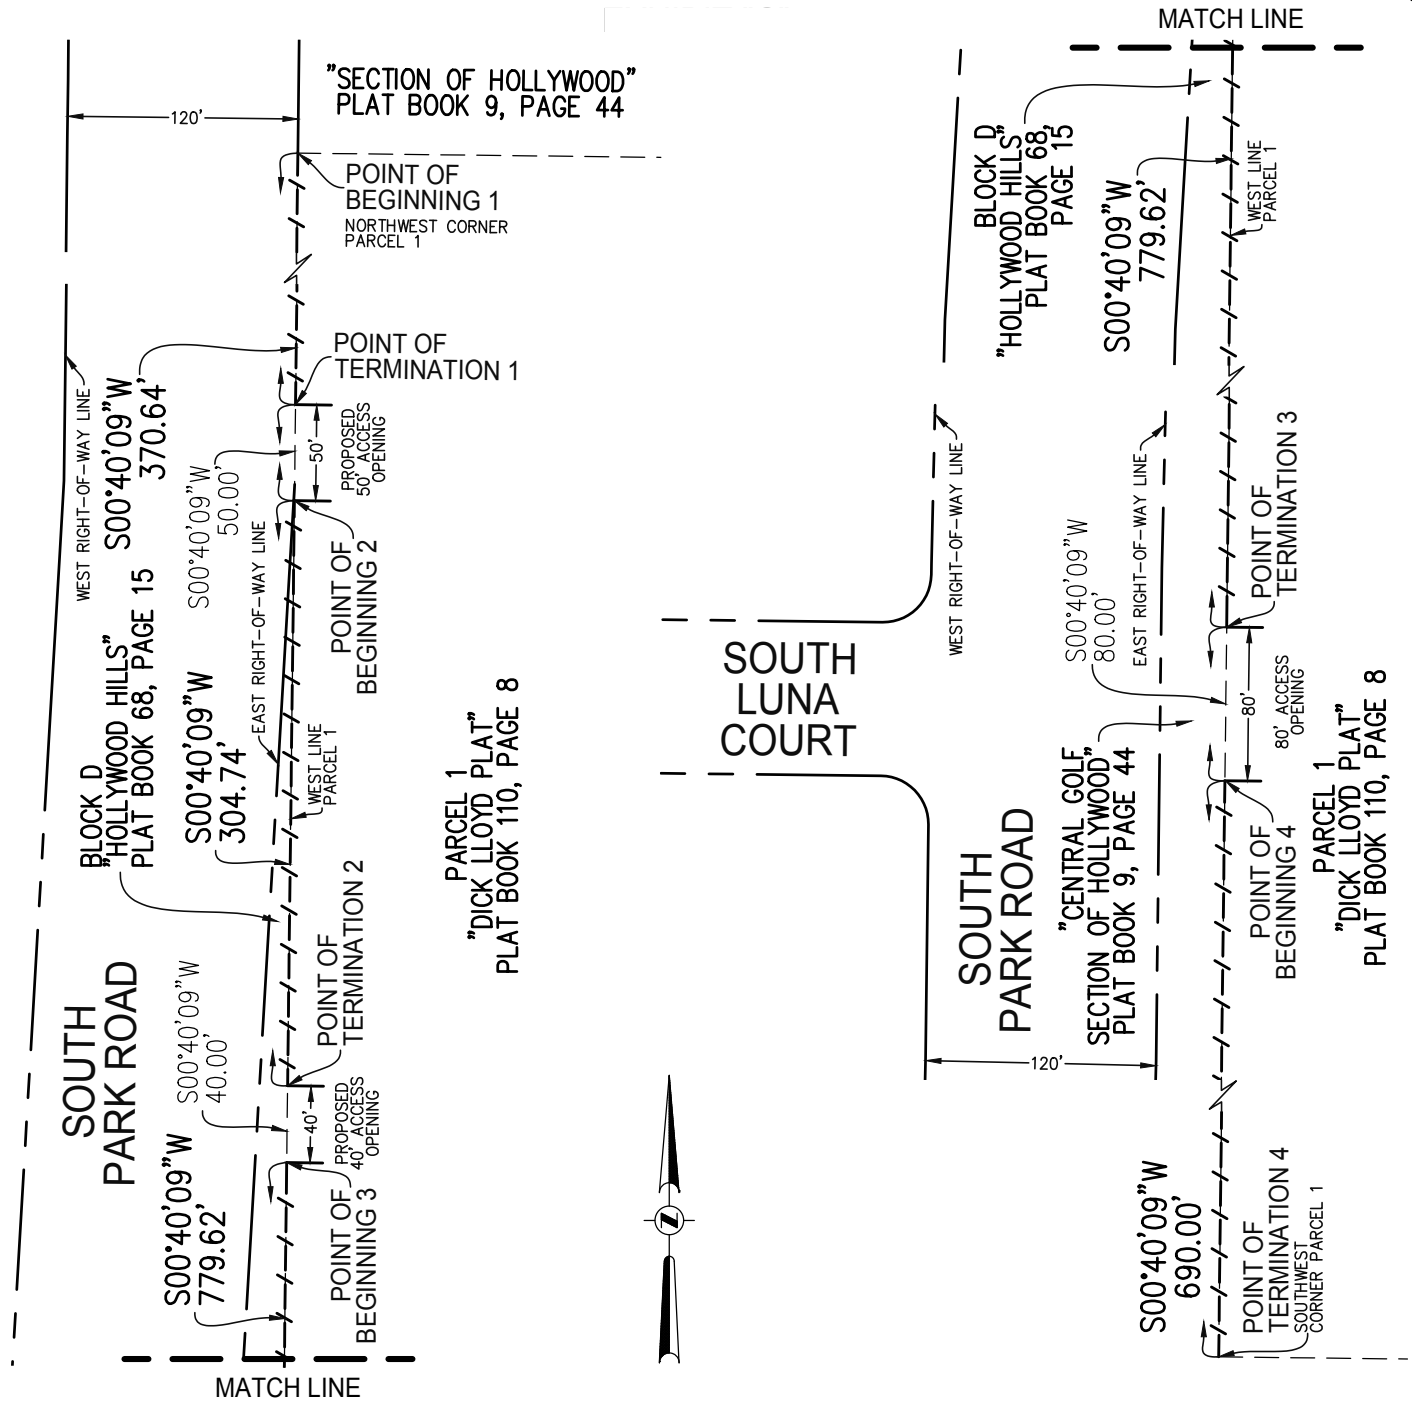 MATCH LINE
"SECTION OF HOLLYWOOD"
PLAT BOOK 9, PAGE 44
120'
POINT OF
BEGINNING 1
NORTHWEST CORNER
PARCEL 1
POINT OF
TERMINATION 1
S00°40'09"W
370.64'
WEST RIGHT-OF-WAY LINE
S00°40'09"W
50.00'
50'
PROPOSED
50' ACCESS
OPENING
EAST RIGHT-OF-WAY LINE
POINT OF
BEGINNING 2
BLOCK D
"HOLLYWOOD HILLS"
PLAT BOOK 68, PAGE 15
S00°40'09"W
304.74'
WEST LINE
PARCEL 1
PARCEL 1
"DICK LLOYD PLAT"
PLAT BOOK 110, PAGE 8
POINT OF
TERMINATION 2
SOUTH
PARK ROAD
S00°40'09"W
40.00'
40'
PROPOSED
40' ACCESS
OPENING
S00°40'09"W
779.62'
POINT OF
BEGINNING 3
MATCH LINE
BLOCK D
"HOLLYWOOD HILLS"
PLAT BOOK 68,
PAGE 15
S00°40'09"W
779.62'
WEST LINE
PARCEL 1
WEST RIGHT-OF-WAY LINE
EAST RIGHT-OF-WAY LINE
POINT OF
TERMINATION 3
S00°40'09"W
80.00'
80'
80' ACCESS
OPENING
SOUTH
LUNA
COURT
SOUTH
PARK ROAD
"CENTRAL GOLF
SECTION OF HOLLYWOOD"
PLAT BOOK 9, PAGE 44
POINT OF
BEGINNING 4
PARCEL 1
"DICK LLOYD PLAT"
PLAT BOOK 110, PAGE 8
120'
Z
S00°40'09"W
690.00'
POINT OF
TERMINATION 4
SOUTHWEST
CORNER PARCEL 1